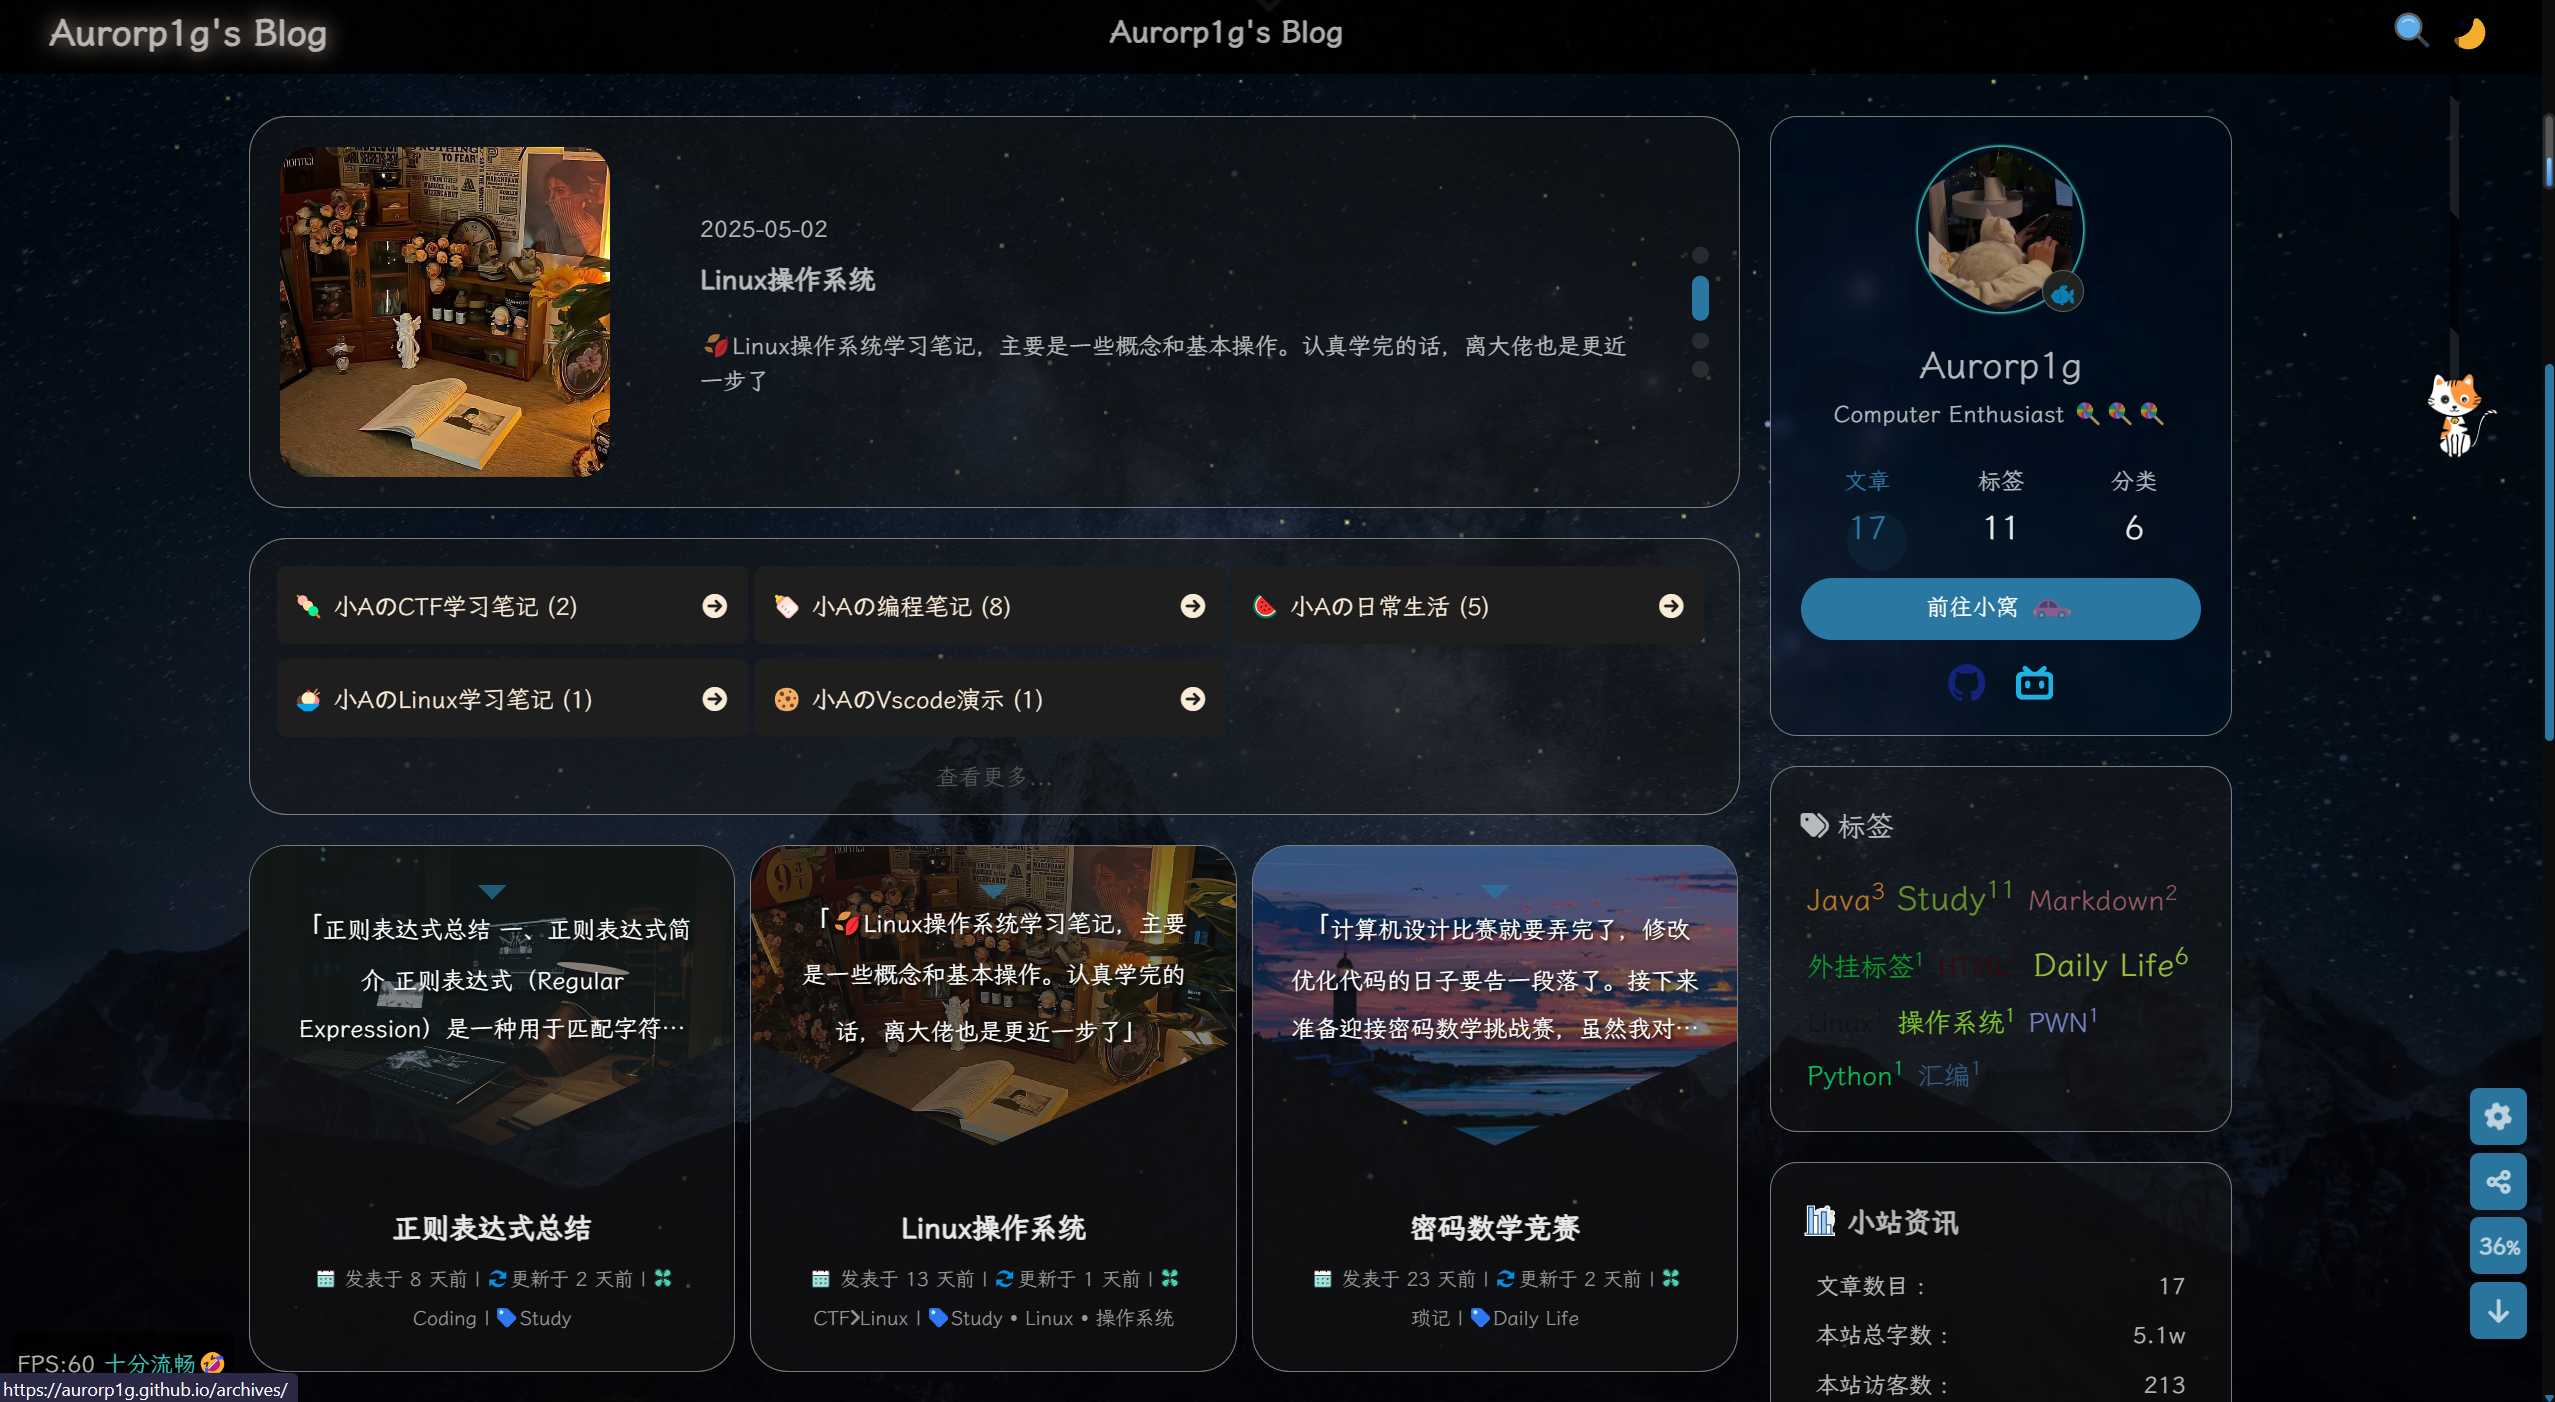 Aurorp1g's Blog
Aurorp1g's Blog
2025-05-02
Linux操作系统
Linux操作系统学习笔记，主要是一些概念和基本操作。认真学完的话，离大佬也是更近
一步了
小AのCTF学习笔记 (2)
小Aの编程笔记 (8)
小Aの日常生活 (5)
小AのLinux学习笔记 (1)
小AのVscode演示 (1)
查看更多...
「正则表达式总结 一、正则表达式简
介 正则表达式（Regular
Expression）是一种用于匹配字符…
正则表达式总结
发表于 8 天前 | 更新于 2 天前 |
Coding | Study
「Linux操作系统学习笔记，主要
是一些概念和基本操作。认真学完的
话，离大佬也是更近一步了」
Linux操作系统
发表于 13 天前 | 更新于 1 天前 |
CTF>Linux | Study • Linux • 操作系统
「计算机设计比赛就要弄完了，修改
优化代码的日子要告一段落了。接下来
准备迎接密码数学挑战赛，虽然我对…
密码数学竞赛
发表于 23 天前 | 更新于 2 天前 |
琐记 | Daily Life
Aurorp1g
Computer Enthusiast
文章 标签 分类
17 11 6
前往小窝
标签
Java3 Study11 Markdown2
外挂标签1 HTML Daily Life6
Linux1 操作系统1 PWN1
Python1 汇编1
小站资讯
文章数目 : 17
本站总字数 : 5.1w
本站访客数 : 213
36%
FPS:60 十分流畅
https://aurorp1g.github.io/archives/